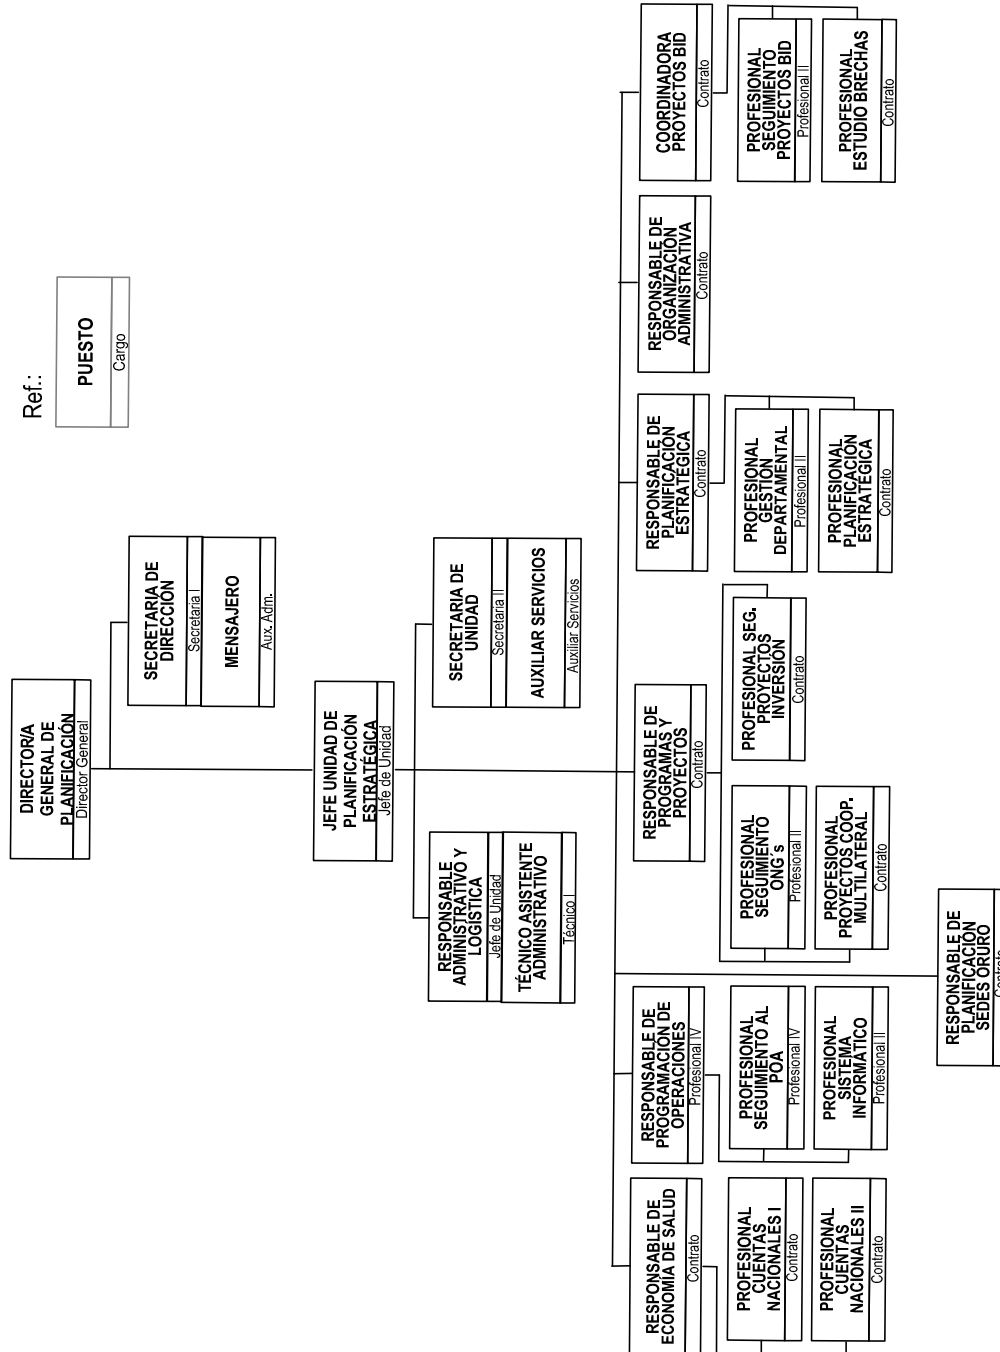 Ref.:
PUESTO
Cargo
DIRECTOR/A
GENERAL DE
PLANIFICACIÓN
Director General
SECRETARIA DE
DIRECCIÓN
Secretaria I
MENSAJERO
Aux. Adm.
JEFE UNIDAD DE
PLANIFICACIÓN
ESTRATÉGICA
Jefe de Unidad
RESPONSABLE
ADMINISTRATIVO Y
LOGÍSTICA
Jefe de Unidad
TÉCNICO ASISTENTE
ADMINISTRATIVO
Técnico I
SECRETARIA DE
UNIDAD
Secretaria II
AUXILIAR SERVICIOS
Auxiliar Servicios
RESPONSABLE DE
ECONOMÍA DE SALUD
Contrato
PROFESIONAL
CUENTAS
NACIONALES I
Contrato
PROFESIONAL
CUENTAS
NACIONALES II
Contrato
RESPONSABLE DE
PROGRAMACIÓN DE
OPERACIONES
Profesional IV
PROFESIONAL
SEGUIMIENTO AL
POA
Profesional IV
PROFESIONAL
SISTEMA
INFORMÁTICO
Profesional II
RESPONSABLE DE
PROGRAMAS Y
PROYECTOS
Contrato
PROFESIONAL
SEGUIMIENTO
ONG´s
Profesional II
PROFESIONAL
PROYECTOS COOP.
MULTILATERAL
Contrato
PROFESIONAL SEG.
PROYECTOS
INVERSIÓN
Contrato
RESPONSABLE DE
PLANIFICACIÓN
ESTRATÉGICA
Contrato
PROFESIONAL
GESTIÓN
DEPARTAMENTAL
Profesional II
PROFESIONAL
PLANIFICACIÓN
ESTRATÉGICA
Contrato
RESPONSABLE DE
ORGANIZACIÓN
ADMINISTRATIVA
Contrato
COORDINADORA
PROYECTOS BID
Contrato
PROFESIONAL
SEGUIMIENTO
PROYECTOS BID
Profesional II
PROFESIONAL
ESTUDIO BRECHAS
Contrato
RESPONSABLE DE
PLANIFICACIÓN
SEDES ORURO
Contrato